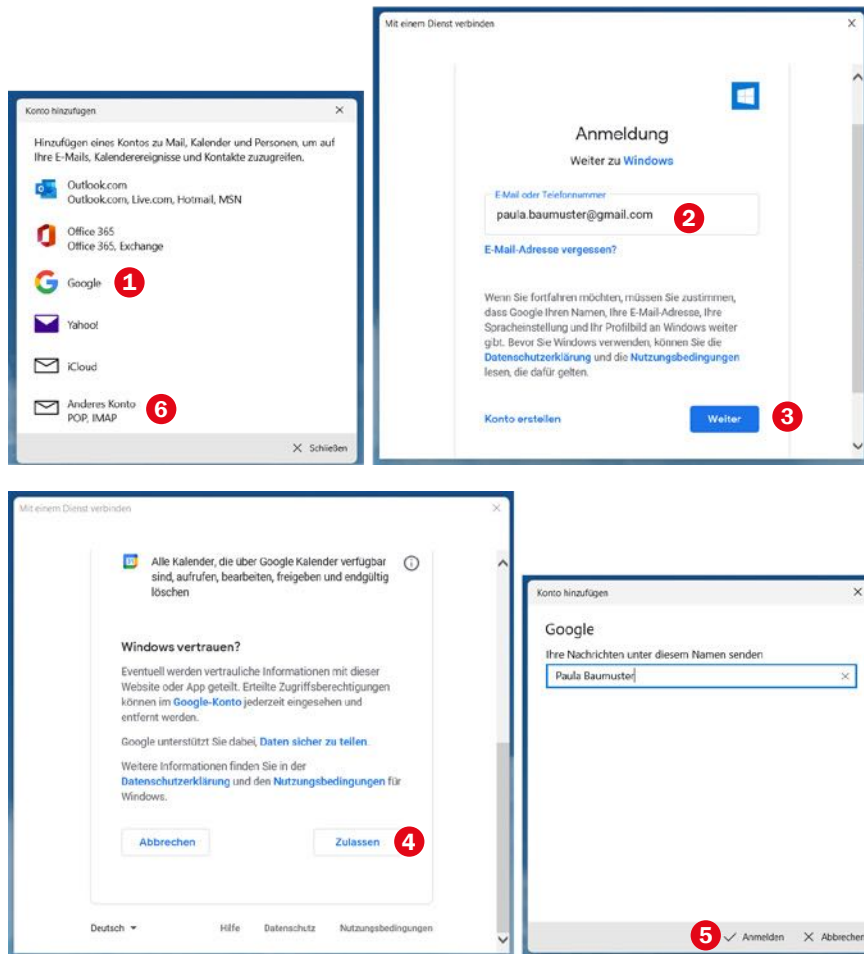 Konto hinzufügen
Hinzufügen eines Kontos zu Mail, Kalender und Personen, um auf
Ihre E-Mails, Kalenderereignisse und Kontakte zuzugreifen.
Outlook.com
Outlook.com, Live.com, Hotmail, MSN
Office 365
Office 365, Exchange
Google 1
Yahoo!
iCloud
Anderes Konto 6
POP, IMAP
Schließen
Mit einem Dienst verbinden
Anmeldung
Weiter zu Windows
E-Mail oder Telefonnummer
paula.baumuster@gmail.com 2
E-Mail-Adresse vergessen?
Wenn Sie fortfahren möchten, müssen Sie zustimmen,
dass Google Ihren Namen, Ihre E-Mail-Adresse, Ihre
Spracheinstellung und Ihr Profilbild an Windows weiter
gibt. Bevor Sie Windows verwenden, können Sie die
Datenschutzerklärung und die Nutzungsbedingungen
lesen, die dafür gelten.
Konto erstellen Weiter 3
Mit einem Dienst verbinden
Alle Kalender, die über Google Kalender verfügbar
sind, aufrufen, bearbeiten, freigeben und endgültig
löschen
Windows vertrauen?
Eventuell werden vertrauliche Informationen mit dieser
Website oder App geteilt. Erteilte Zugriffsberechtigungen
können im Google-Konto jederzeit eingesehen und
entfernt werden.
Google unterstützt Sie dabei, Daten sicher zu teilen.
Weitere Informationen finden Sie in der
Datenschutzerklärung und den Nutzungsbedingungen für
Windows.
Abbrechen Zulassen 4
Deutsch Hilfe Datenschutz Nutzungsbedingungen
Konto hinzufügen
Google
Ihre Nachrichten unter diesem Namen senden
Paula Baumuster
5 Anmelden Abbrechen